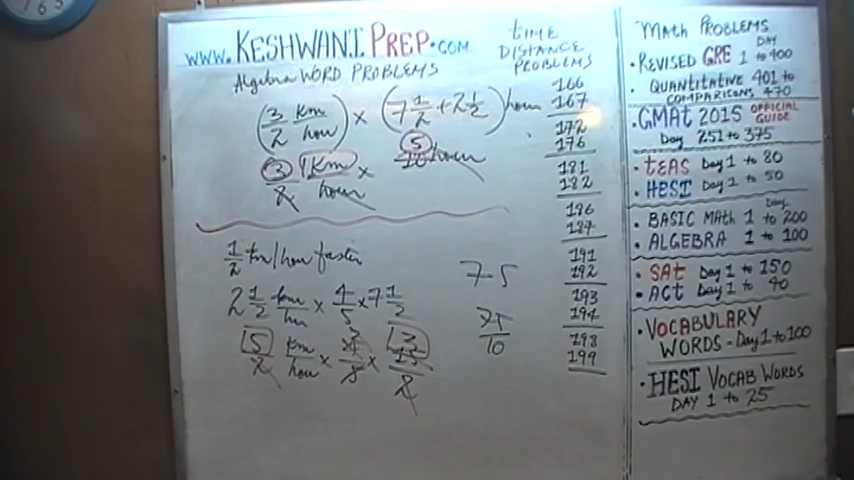 www.KESHWANIPREP.COM
Algebra WORD PROBLEMS
(3/2 km/hour) × (7 1/2 + 2 1/2) hour
3/2 1km/hour × 5 10 hour
1/2 km/hour faster
2 1/2 km/hr × 4/5 × 7 1/2
5/2 km/hour × 4/5 × 3 15/2
7.5
75
10
TIME
DISTANCE
PROBLEMS
166
167
172
176
181
182
186
187
191
192
193
194
198
199
MATH PROBLEMS
• REVISED GRE DAY 1 to 400
• QUANTITATIVE 401 to
COMPARISONS 470
• GMAT 2015 OFFICIAL GUIDE
Day 251 to 375
• TEAS Day 1 to 80
• HESI Day 1 to 50
• BASIC MATH Day 1 to 200
• ALGEBRA 1 to 100
• SAT Day 1 to 150
• ACT Day 1 to 90
• VOCABULARY
WORDS - Day 1 to 100
• HESI VOCAB WORDS
DAY 1 to 25